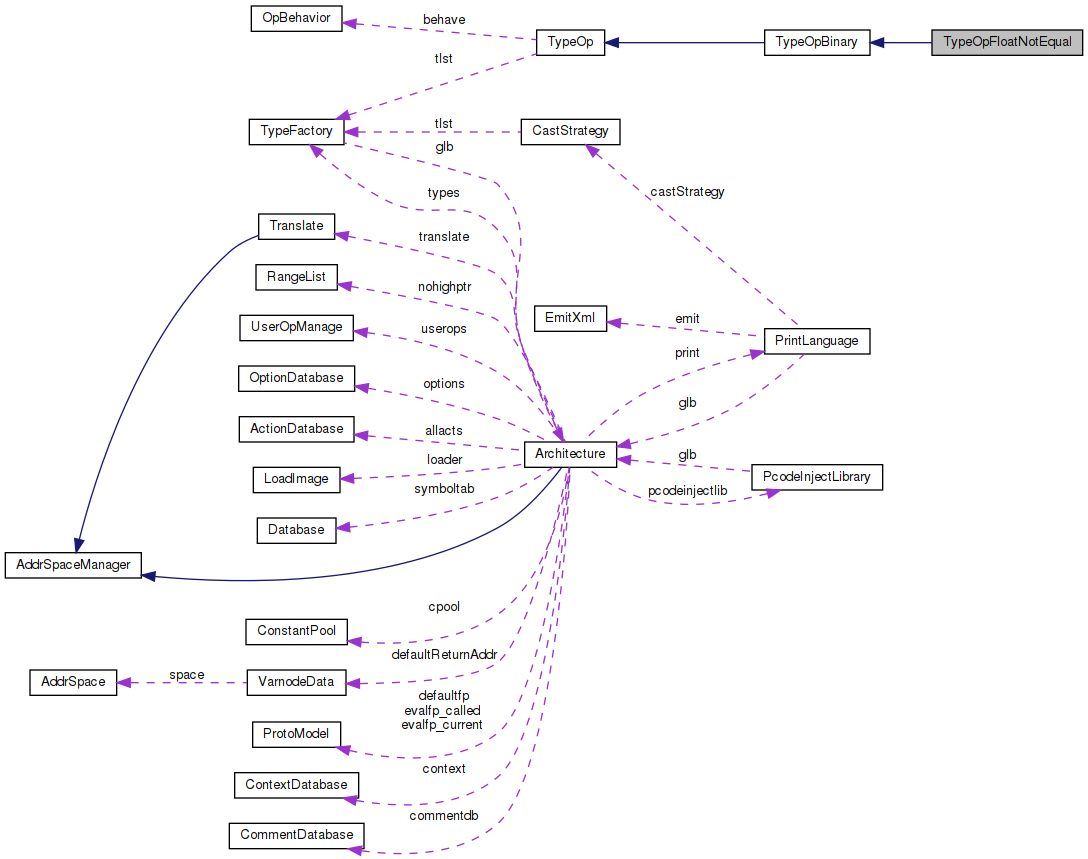 OpBehavior
behave
TypeOp
TypeOpBinary
TypeOpFloatNotEqual
tlst
TypeFactory
tlst
CastStrategy
glb
types
castStrategy
Translate
translate
RangeList
nohighptr
EmitXml
emit
UserOpManage
userops
PrintLanguage
print
OptionDatabase
options
glb
ActionDatabase
allacts
Architecture
glb
loader
LoadImage
PcodeInjectLibrary
symboltab
pcodeinjectlib
Database
AddrSpaceManager
cpool
ConstantPool
defaultReturnAddr
AddrSpace
space
VarnodeData
defaultfp
evalfp_called
evalfp_current
ProtoModel
context
ContextDatabase
commentdb
CommentDatabase